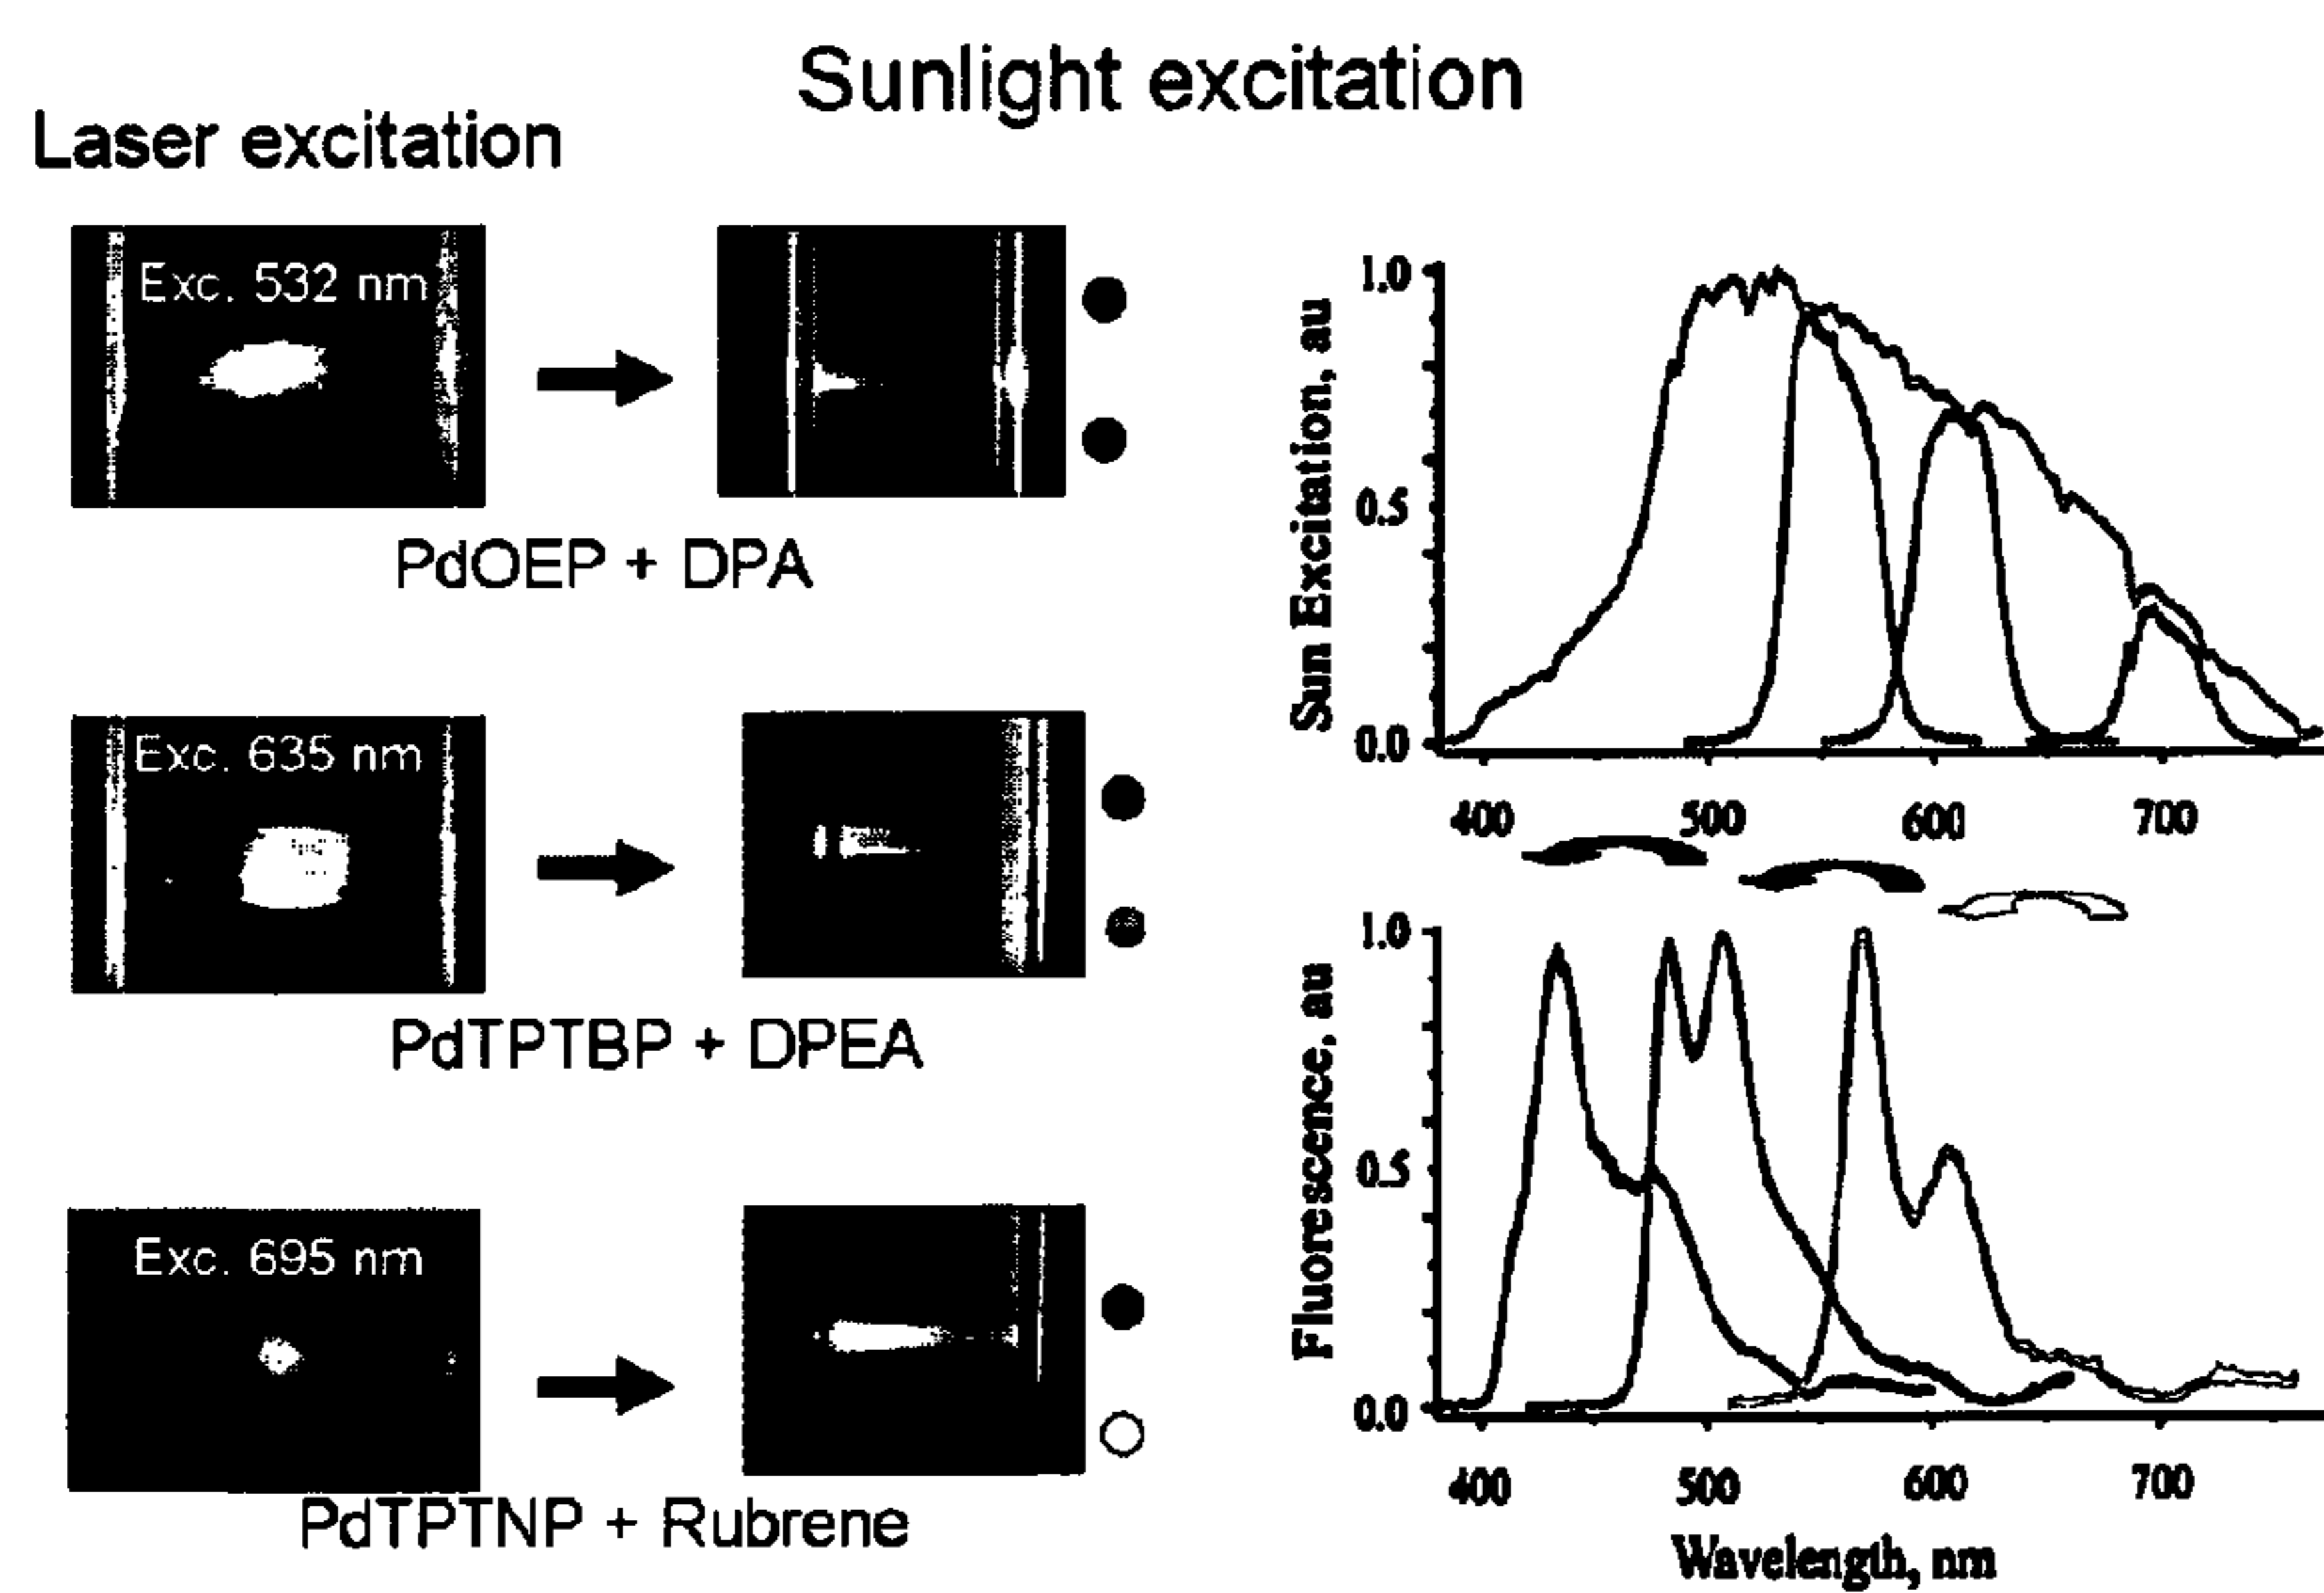 Sunlight excitation
Laser excitation
Exc. 532 nm
PdOEP + DPA
Exc. 635 nm
PdTPTBP + DPEA
Exc. 695 nm
PdTPTNP + Rubrene
Sun Excitation, au
1.0
0.5
0.0
400 500 600 700
Fluorescence, au
1.0
0.5
0.0
400 500 600 700
Wavelength, nm